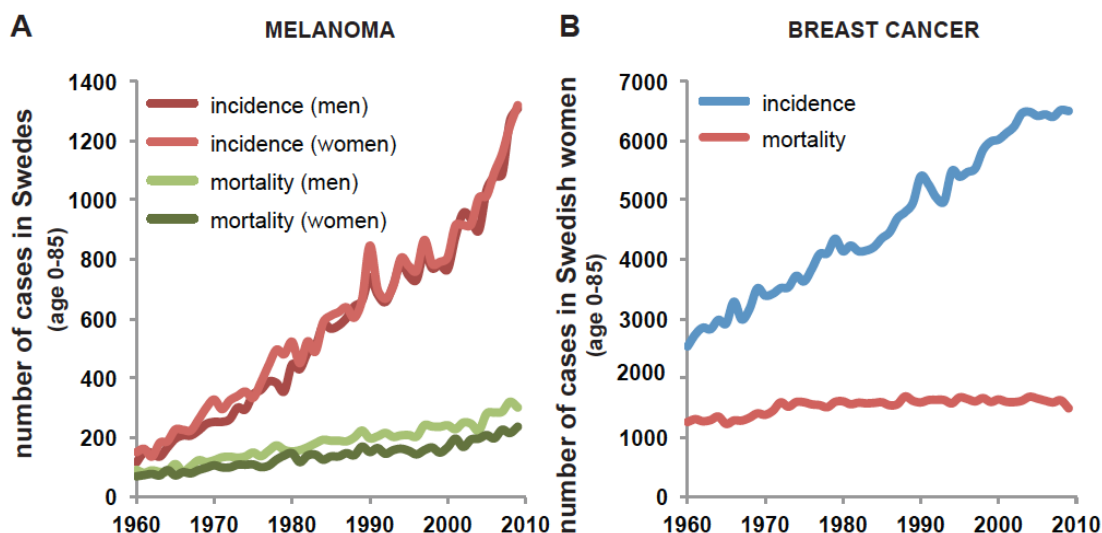 A
MELANOMA
number of cases in Swedes
(age 0-85)
1400
1200
1000
800
600
400
200
0
incidence (men)
incidence (women)
mortality (men)
mortality (women)
1960
1970
1980
1990
2000
2010
B
BREAST CANCER
number of cases in Swedish women
(age 0-85)
7000
6000
5000
4000
3000
2000
1000
0
incidence
mortality
1960
1970
1980
1990
2000
2010